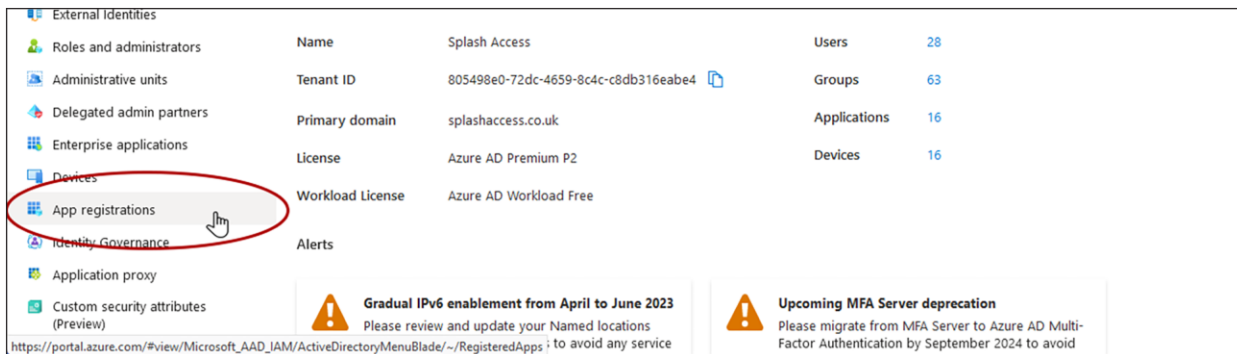 External Identities
Roles and administrators
Administrative units
Delegated admin partners
Enterprise applications
Devices
App registrations
Identity Governance
Application proxy
Custom security attributes
(Preview)
https://portal.azure.com/#view/Microsoft_AAD_IAM/ActiveDirectoryMenuBlade/~/RegisteredApps
Name Splash Access
Tenant ID 805498e0-72dc-4659-8c4c-c8db316eabe4
Primary domain splashaccess.co.uk
License Azure AD Premium P2
Workload License Azure AD Workload Free
Users 28
Groups 63
Applications 16
Devices 16
Alerts
Gradual IPv6 enablement from April to June 2023
Please review and update your Named locations
to avoid any service
Upcoming MFA Server deprecation
Please migrate from MFA Server to Azure AD Multi-
Factor Authentication by September 2024 to avoid